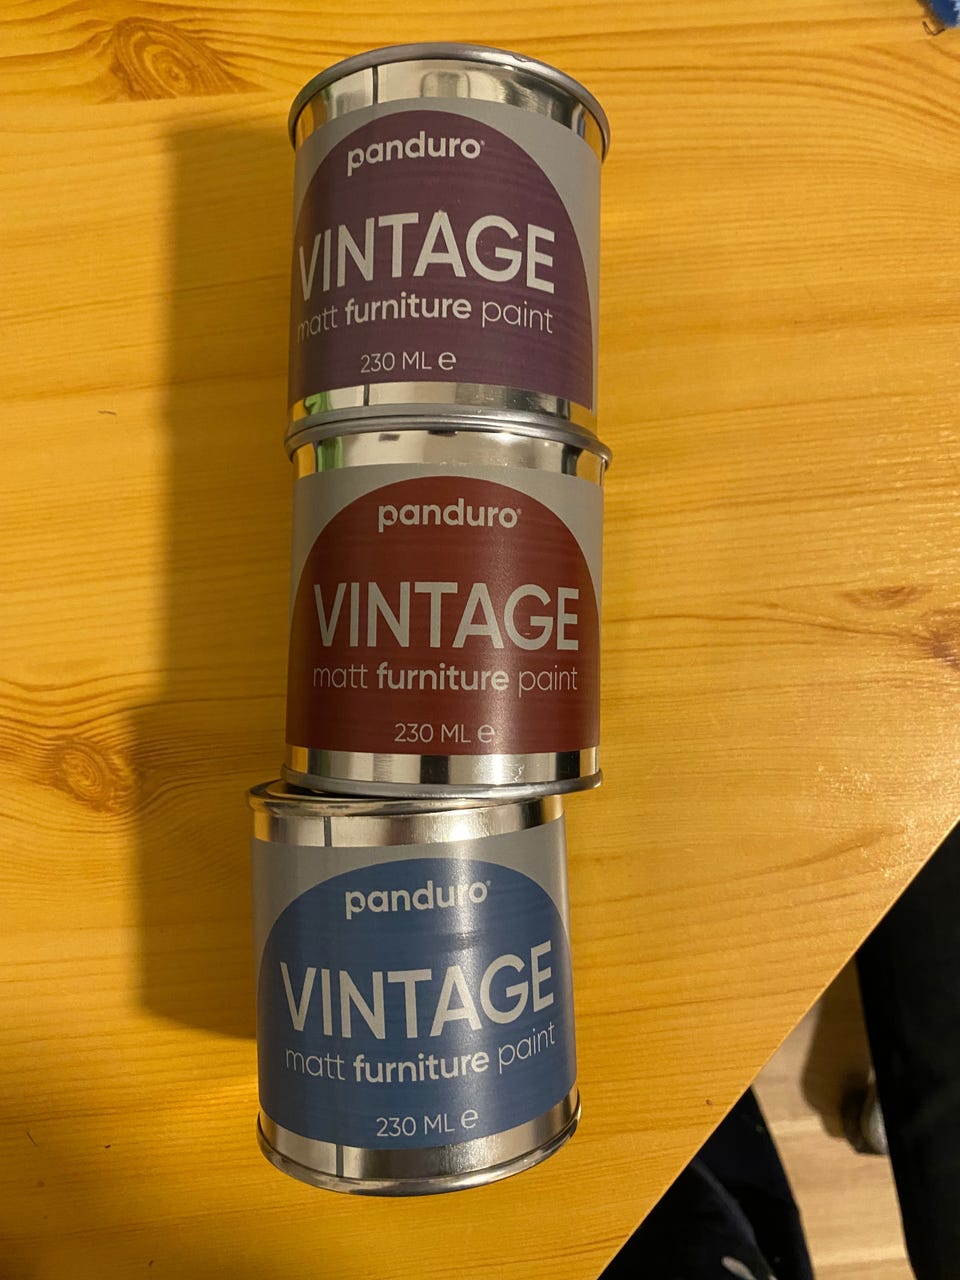 panduro®
VINTAGE
matt furniture paint
230 ML ℮
panduro®
VINTAGE
matt furniture paint
230 ML ℮
panduro®
VINTAGE
matt furniture paint
230 ML ℮